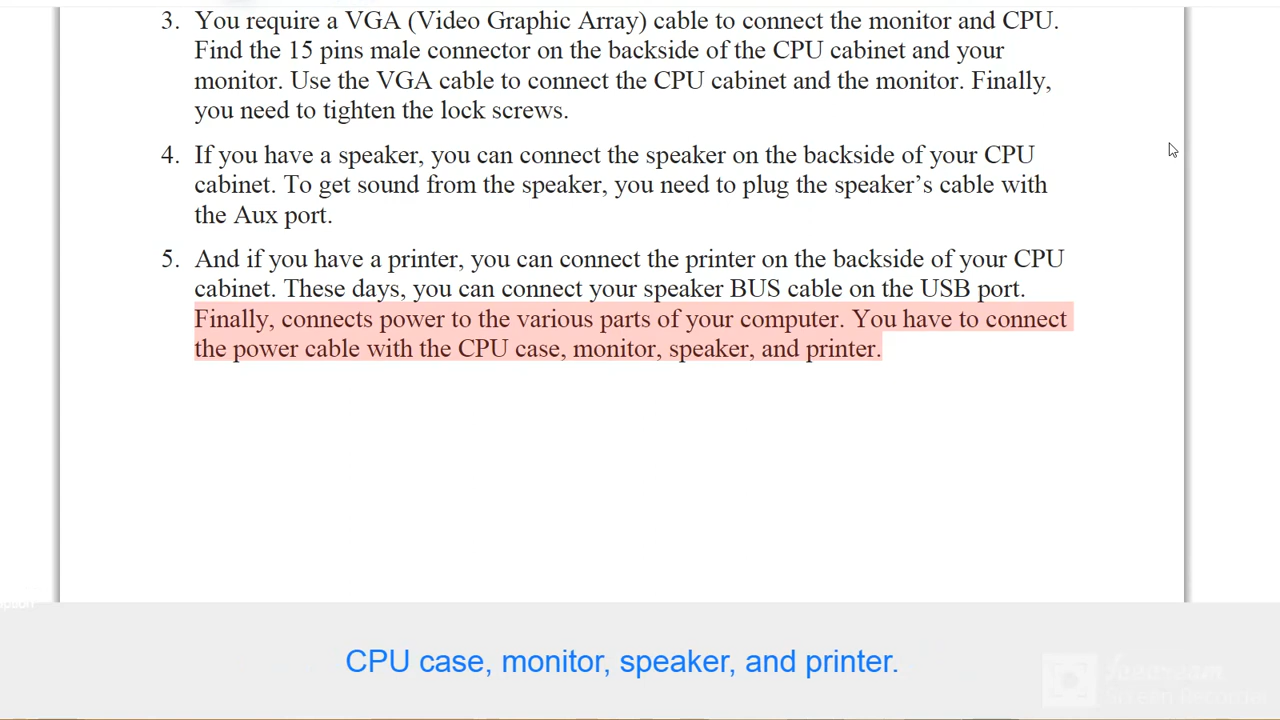 3. You require a VGA (Video Graphic Array) cable to connect the monitor and CPU.
Find the 15 pins male connector on the backside of the CPU cabinet and your
monitor. Use the VGA cable to connect the CPU cabinet and the monitor. Finally,
you need to tighten the lock screws.
4. If you have a speaker, you can connect the speaker on the backside of your CPU
cabinet. To get sound from the speaker, you need to plug the speaker’s cable with
the Aux port.
5. And if you have a printer, you can connect the printer on the backside of your CPU
cabinet. These days, you can connect your speaker BUS cable on the USB port.
Finally, connects power to the various parts of your computer. You have to connect
the power cable with the CPU case, monitor, speaker, and printer.
CPU case, monitor, speaker, and printer.
Screen Recorder